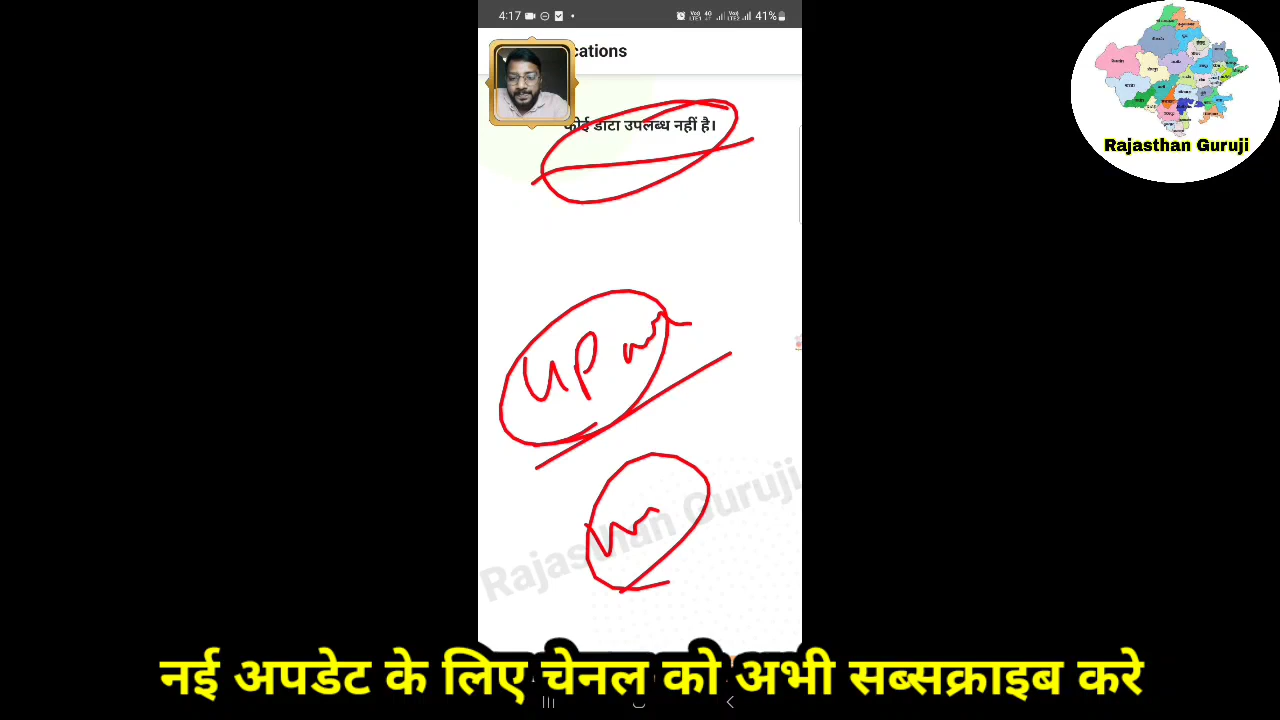 4:17
41%
cations
कोई डाटा उपलब्ध नहीं है।
UP
Rajasthan Guruji
Rajasthan Guruji
नई अपडेट के लिए चेनल को अभी सब्सक्राइब करे